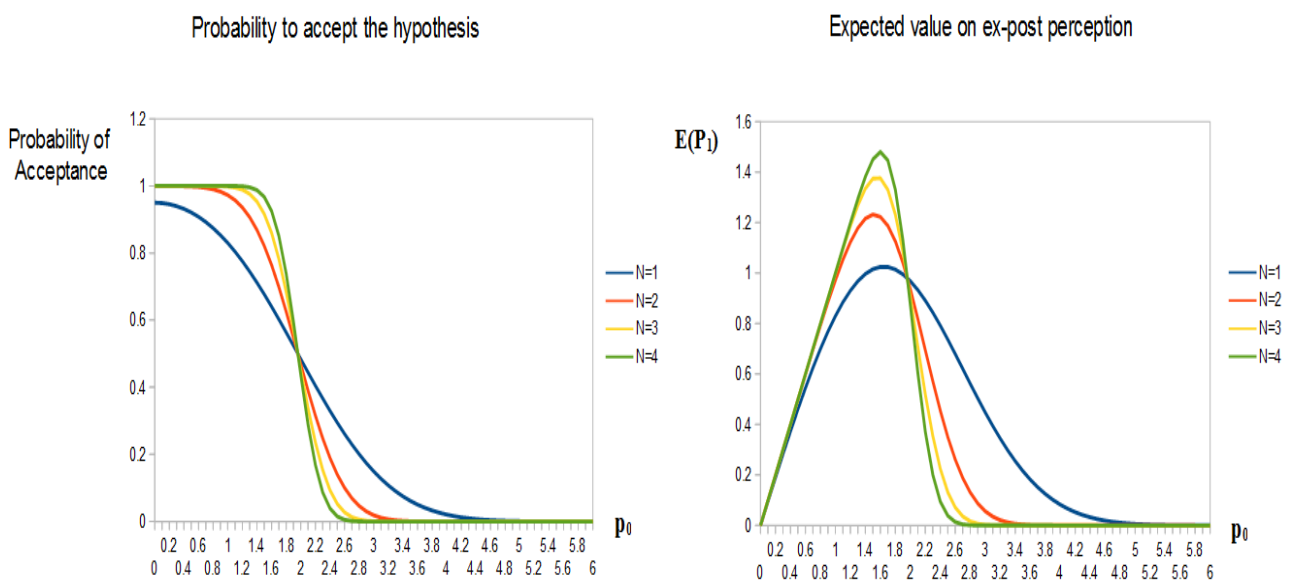 Probability to accept the hypothesis
Probability of
Acceptance
1.2
1
0.8
0.6
0.4
0.2
0
0.2 0.6 1 1.4 1.8 2.2 2.6 3 3.4 3.8 4.2 4.6 5 5.4 5.8
0 0.4 0.8 1.2 1.6 2 2.4 2.8 3.2 3.6 4 4.4 4.8 5.2 5.6 6
p0
N=1
N=2
N=3
N=4
Expected value on ex-post perception
E(P1)
1.6
1.4
1.2
1
0.8
0.6
0.4
0.2
0
0.2 0.6 1 1.4 1.8 2.2 2.6 3 3.4 3.8 4.2 4.6 5 5.4 5.8
0 0.4 0.8 1.2 1.6 2 2.4 2.8 3.2 3.6 4 4.4 4.8 5.2 5.6 6
p0
N=1
N=2
N=3
N=4